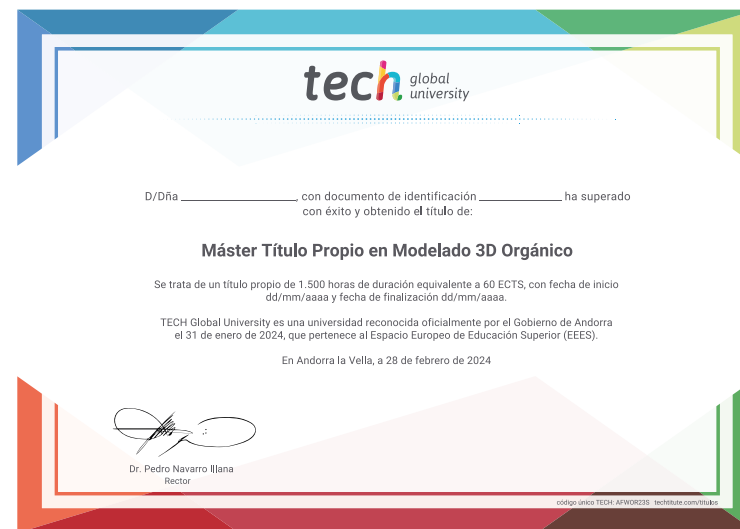 tech global university
D/Dña ____________, con documento de identificación ____________ ha superado
con éxito y obtenido el título de:
Máster Título Propio en Modelado 3D Orgánico
Se trata de un título propio de 1.500 horas de duración equivalente a 60 ECTS, con fecha de inicio
dd/mm/aaaa y fecha de finalización dd/mm/aaaa.
TECH Global University es una universidad reconocida oficialmente por el Gobierno de Andorra
el 31 de enero de 2024, que pertenece al Espacio Europeo de Educación Superior (EEES).
En Andorra la Vella, a 28 de febrero de 2024
Dr. Pedro Navarro Illana
Rector
código único TECH: AFWOR23S techtitute.com/titulos